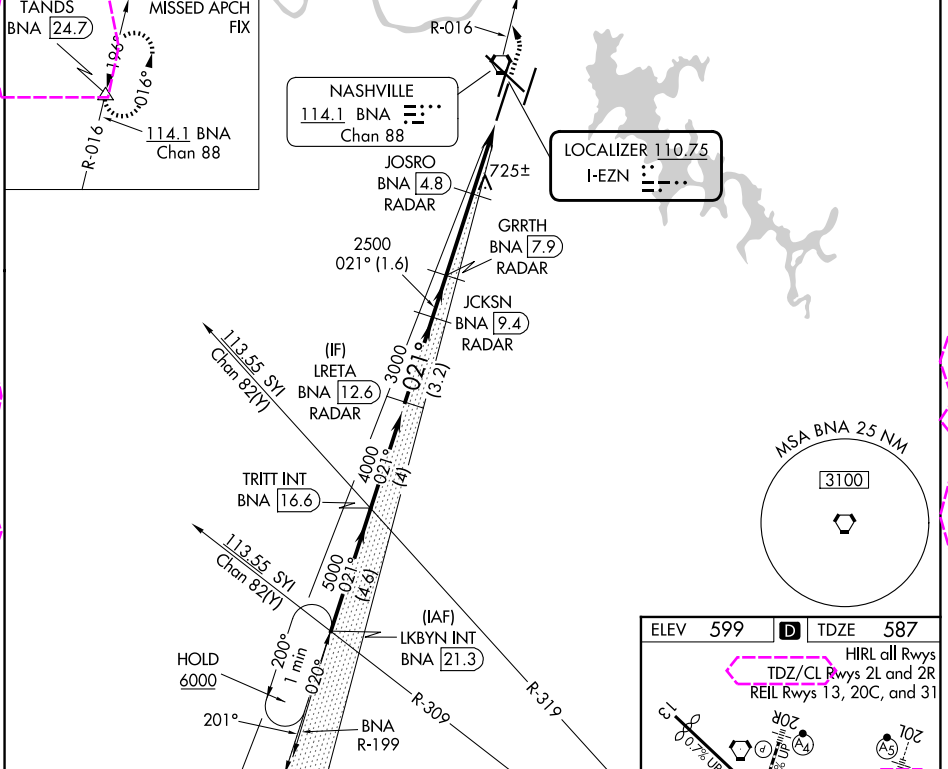 TANDS
BNA 24.7
MISSED APCH
FIX
196°
016°
R-016
114.1 BNA
Chan 88
R-016
NASHVILLE
114.1 BNA
Chan 88
LOCALIZER 110.75
I-EZN
JOSRO
BNA 4.8
RADAR
725±
GRRTH
BNA 7.9
RADAR
2500
021° (1.6)
JCKSN
BNA 9.4
RADAR
113.55 SYI
Chan 82(Y)
(IF)
LRETA
BNA 12.6
RADAR
3000
021°
(3.2)
MSA BNA 25 NM
3100
TRITT INT
BNA 16.6
4000
021°
(4)
113.55 SYI
Chan 82(Y)
5000
021°
(4.6)
(IAF)
LKBYN INT
BNA 21.3
HOLD
6000
200°
1 min
020°
201°
BNA
R-199
R-309
R-319
ELEV 599 D TDZE 587
HIRL all Rwys
TDZ/CL Rwys 2L and 2R
REIL Rwys 13, 20C, and 31
13
0.7% UP
P
20R
% UP
A4
A5
20L